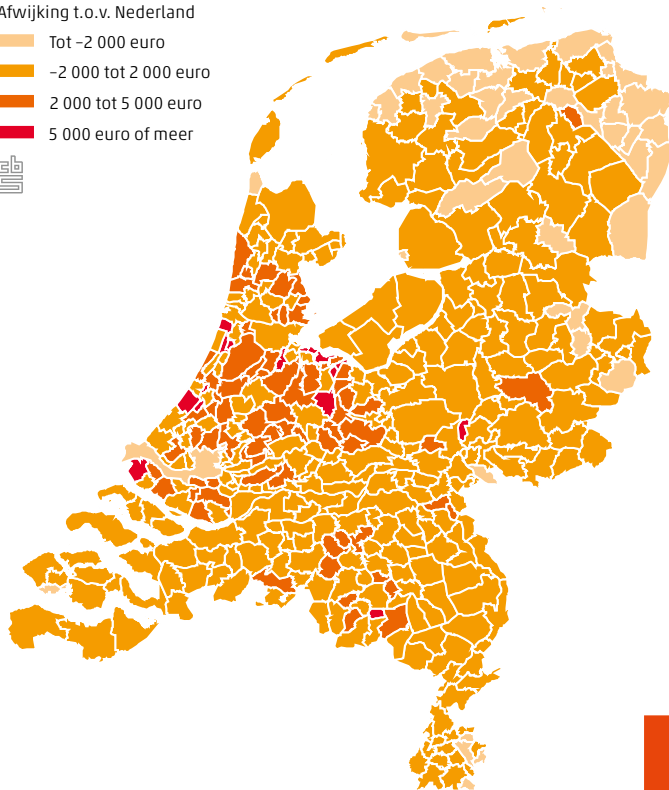 Afwijking t.o.v. Nederland
Tot -2 000 euro
-2 000 tot 2 000 euro
2 000 tot 5 000 euro
5 000 euro of meer